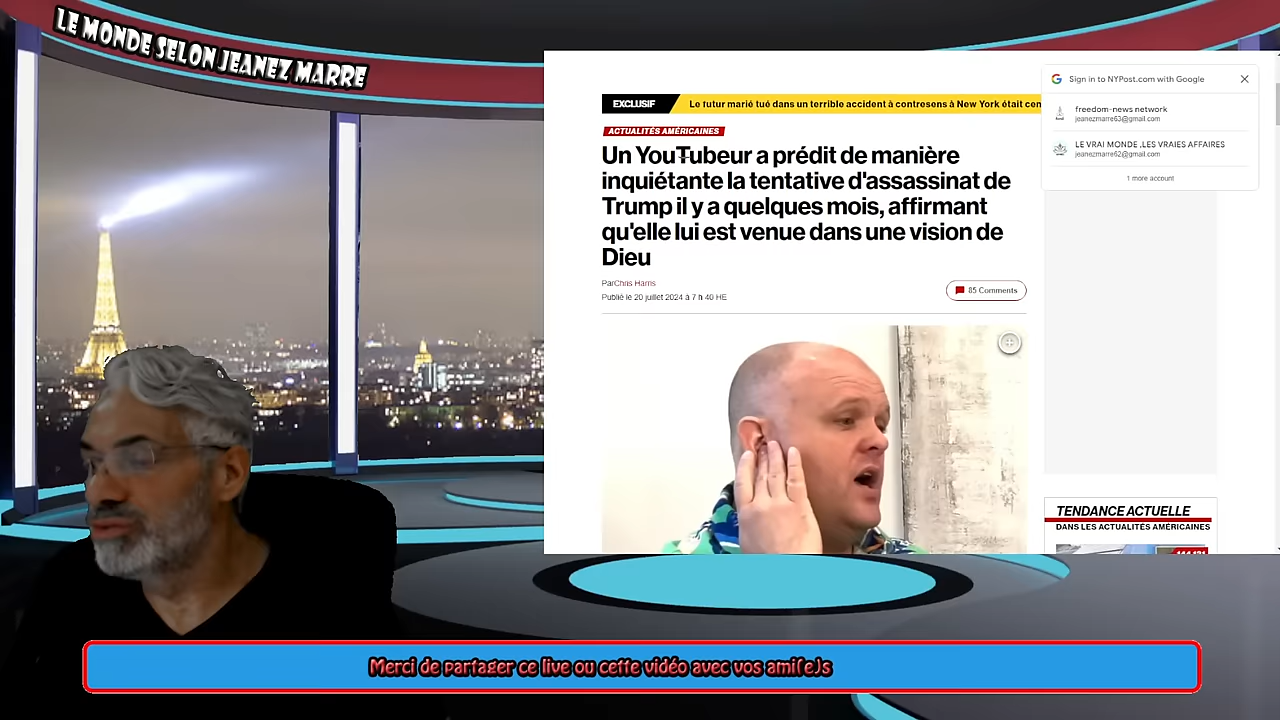 LE MONDE SELON JEANEZ MARRE
EXCLUSIF
Le futur marié tué dans un terrible accident à contresens à New York était cen
ACTUALITÉS AMÉRICAINES
Un YouTubeur a prédit de manière
inquiétante la tentative d'assassinat de
Trump il y a quelques mois, affirmant
qu'elle lui est venue dans une vision de
Dieu
ParChris Harris
Publié le 20 juillet 2024 à 7 h 40 HE
85 Comments
Sign in to NYPost.com with Google
freedom-news network
jeanezmarre63@gmail.com
LE VRAI MONDE ,LES VRAIES AFFAIRES
jeanezmarre62@gmail.com
1 more account
TENDANCE ACTUELLE
DANS LES ACTUALITÉS AMÉRICAINES
Merci de partager ce live ou cette vidéo avec vos ami(e)s